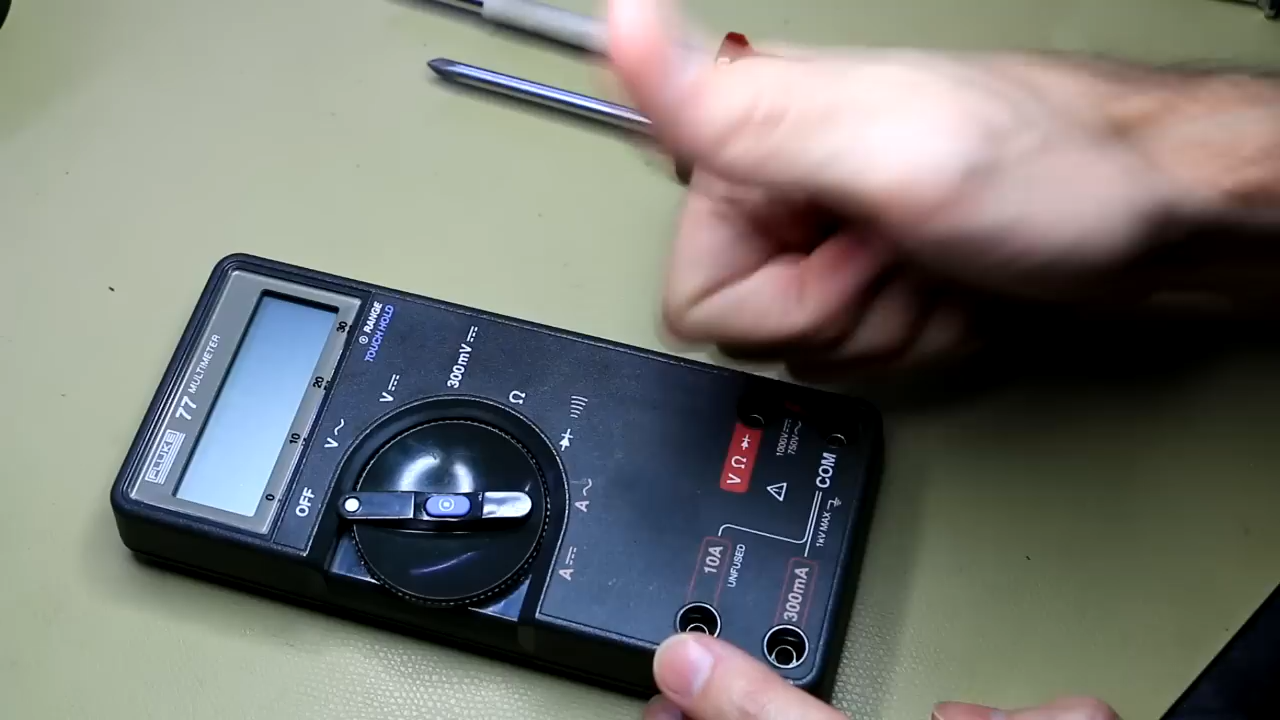 FLUKE
77 MULTIMETER
0
10
20
30
RANGE
TOUCH HOLD
OFF
V
V
300mV
Ω
A
A
V Ω
1000V
750V
COM
1kV MAX
10A
UNFUSED
300mA